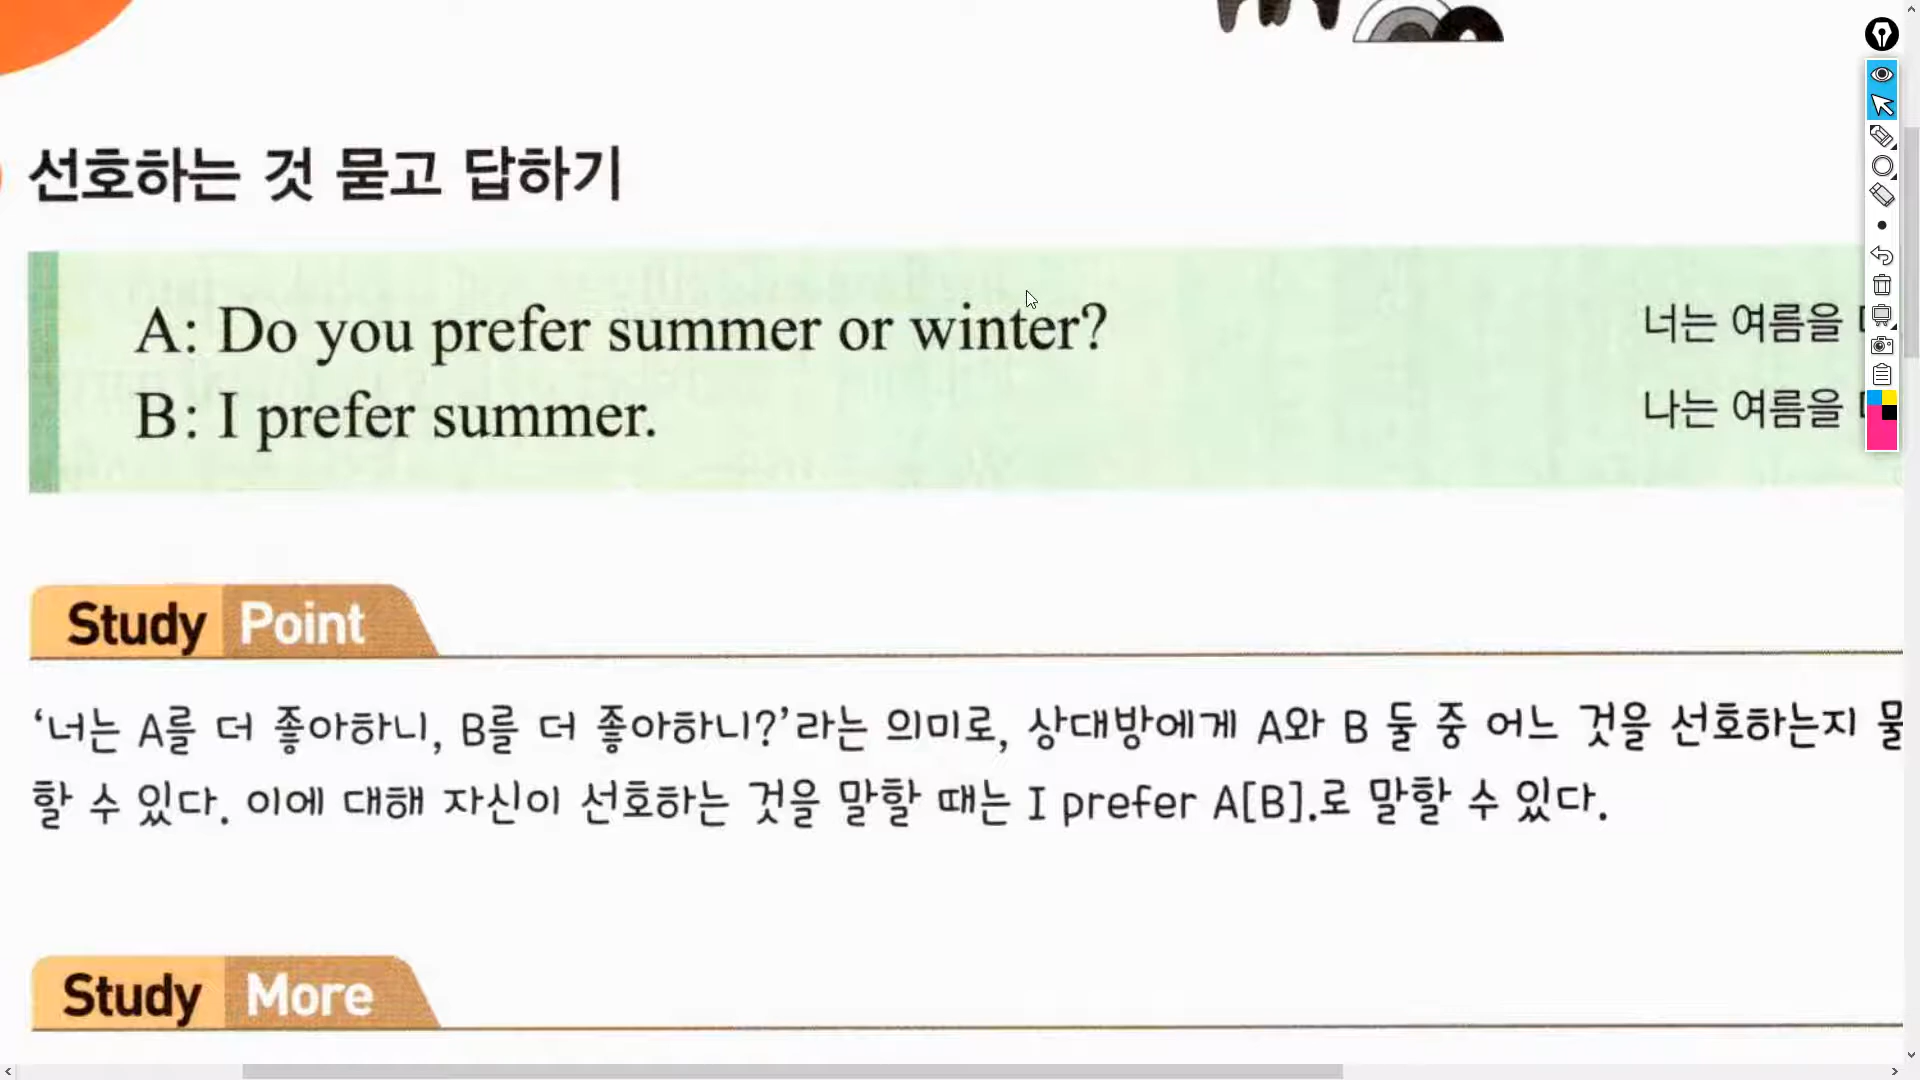 선호하는 것 묻고 답하기
A: Do you prefer summer or winter?
너는 여름을
B: I prefer summer.
나는 여름을
Study Point
‘너는 A를 더 좋아하니, B를 더 좋아하니?’라는 의미로, 상대방에게 A와 B 둘 중 어느 것을 선호하는지 물
할 수 있다. 이에 대해 자신이 선호하는 것을 말할 때는 I prefer A[B].로 말할 수 있다.
Study More